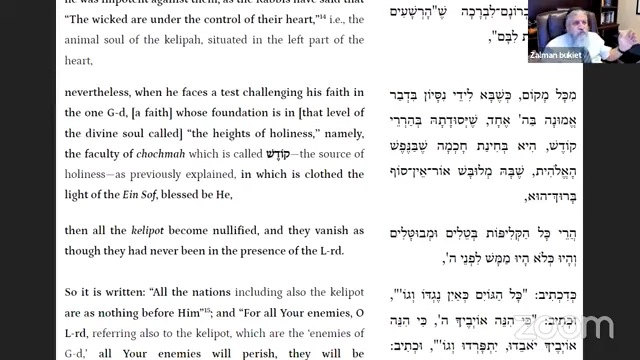 he was impotent against them, as the Rabbis have said that
“The wicked are under the control of their heart,”14 i.e., the
animal soul of the kelipah, situated in the left part of the
heart,
nevertheless, when he faces a test challenging his faith in
the one G-d, [a faith] whose foundation is in [that level of
the divine soul called] “the heights of holiness,” namely,
the faculty of chochmah which is called קוֹדֶשׁ—the source of
holiness—as previously explained, in which is clothed the
light of the Ein Sof, blessed be He,
then all the kelipot become nullified, and they vanish as
though they had never been in the presence of the L-rd.
So it is written: “All the nations including also the kelipot
are as nothing before Him”15; and “For all Your enemies, O
L-rd, referring also to the kelipot, which are the ‘enemies of
G-d,’ all Your enemies will perish, they will be
זִכְרוֹנָם־לִבְרָכָה שֶׁ"הָרְשָׁעִים
לִבָּם",
מִכָּל מָקוֹם, כְּשֶׁבָּא לִידֵי נִסָּיוֹן בִּדְבַר
אֱמוּנָה בַּה' אֶחָד, שֶׁיְּסוֹדָתָהּ בְּהַרְרֵי
קוֹדֶשׁ, הִיא בְּחִינַת חָכְמָה שֶׁבַּנֶּפֶשׁ
הָאֱלֹהִית, שֶׁבָּהּ מְלוּבָּשׁ אוֹר־אֵין־סוֹף
בָּרוּךְ־הוּא,
הֲרֵי כָּל הַקְּלִיפּוֹת בְּטֵלִים וּמְבוּטָּלִים
וְהָיוּ כְּלֹא הָיוּ מַמָּשׁ לִפְנֵי ה',
כְּדִכְתִיב: "כָּל הַגּוֹיִם כְּאַיִן נֶגְדּוֹ וְגוֹ'",
וּכְתִיב: "כִּי הִנֵּה אוֹיְבֶיךָ ה', כִּי הִנֵּה
אוֹיְבֶיךָ יֹאבֵדוּ, יִתְפָּרְדוּ וְגוֹ'", וּכְתִיב:
Zalman bukiet
zoom